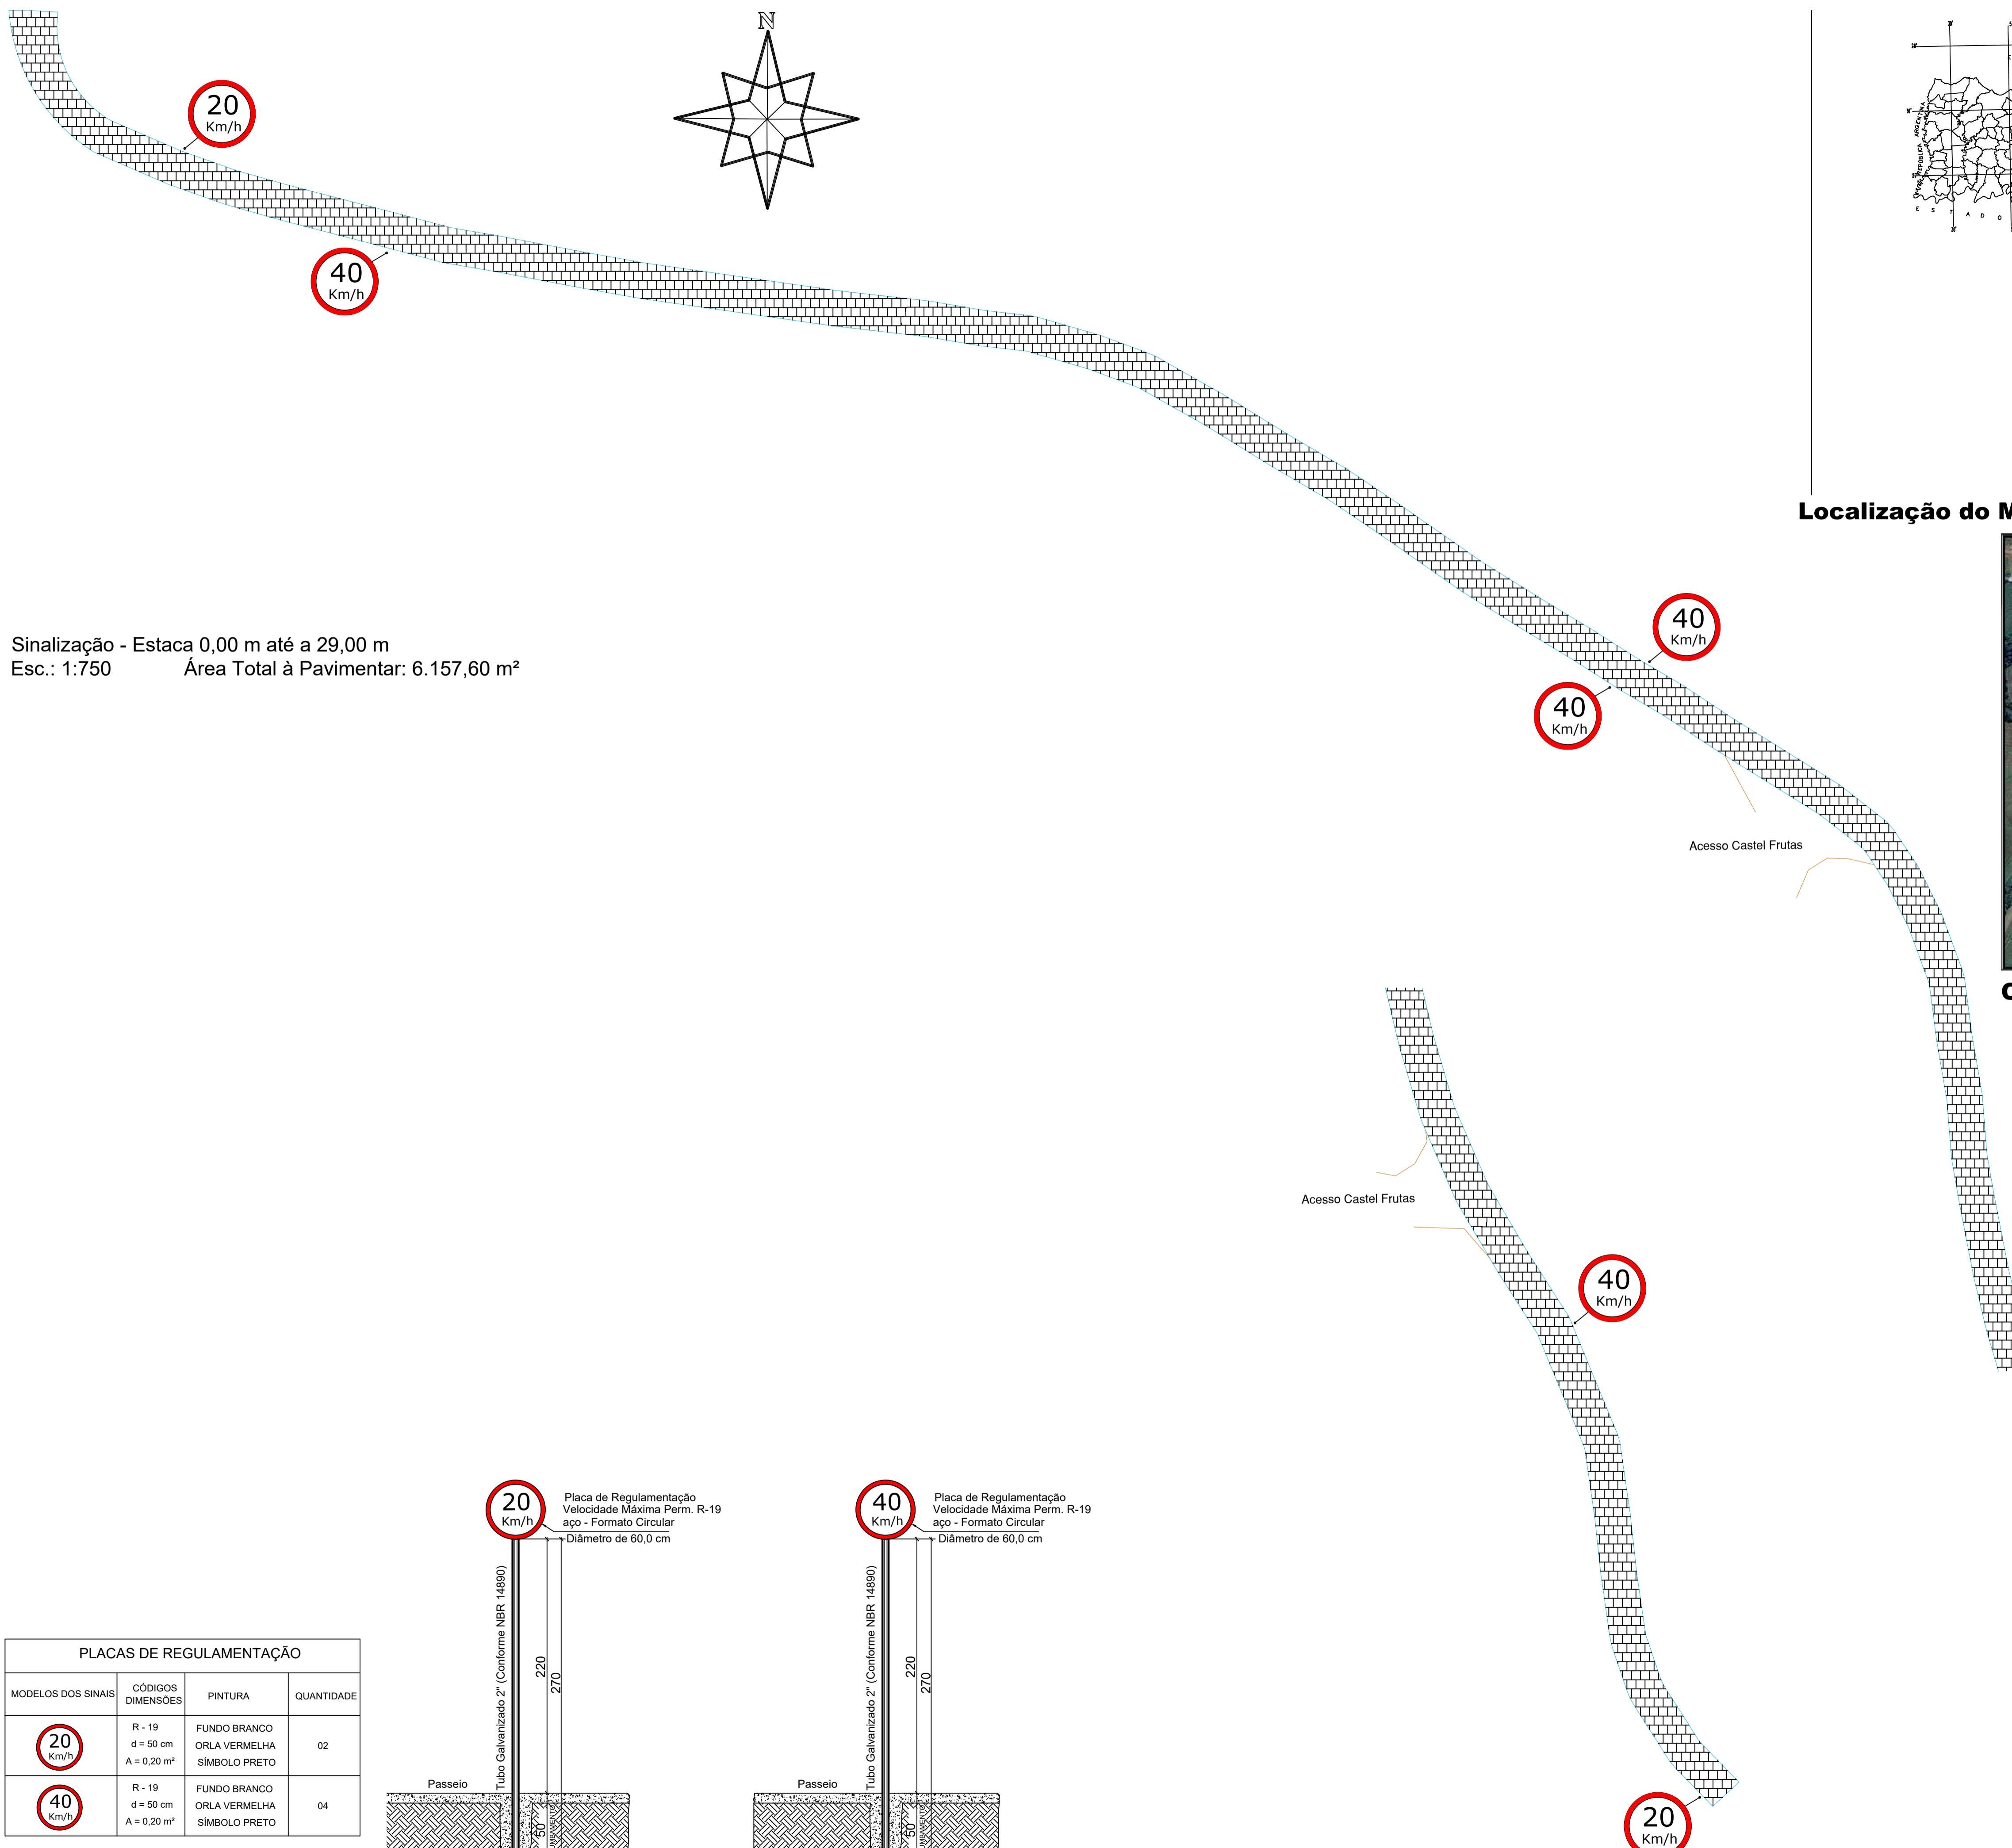 N
20
Km/h
40
Km/h
REPÚBLICA ARGENTINA
E S T A D O
Localização do M
Sinalização - Estaca 0,00 m até a 29,00 m
Esc.: 1:750 Área Total à Pavimentar: 6.157,60 m²
40
Km/h
40
Km/h
Acesso Castel Frutas
Acesso Castel Frutas
40
Km/h
20
Km/h
20
Km/h
Placa de Regulamentação
Velocidade Máxima Perm. R-19
aço - Formato Circular
Diâmetro de 60,0 cm
Tubo Galvanizado 2" (Conforme NBR 14890)
220
270
Passeio
50
40
Km/h
Placa de Regulamentação
Velocidade Máxima Perm. R-19
aço - Formato Circular
Diâmetro de 60,0 cm
Tubo Galvanizado 2" (Conforme NBR 14890)
220
270
Passeio
50
PLACAS DE REGULAMENTAÇÃO
MODELOS DOS SINAIS
CÓDIGOS
DIMENSÕES
PINTURA
QUANTIDADE
20
Km/h
R - 19
d = 50 cm
A = 0,20 m²
FUNDO BRANCO
ORLA VERMELHA
SÍMBOLO PRETO
02
40
Km/h
R - 19
d = 50 cm
A = 0,20 m²
FUNDO BRANCO
ORLA VERMELHA
SÍMBOLO PRETO
04